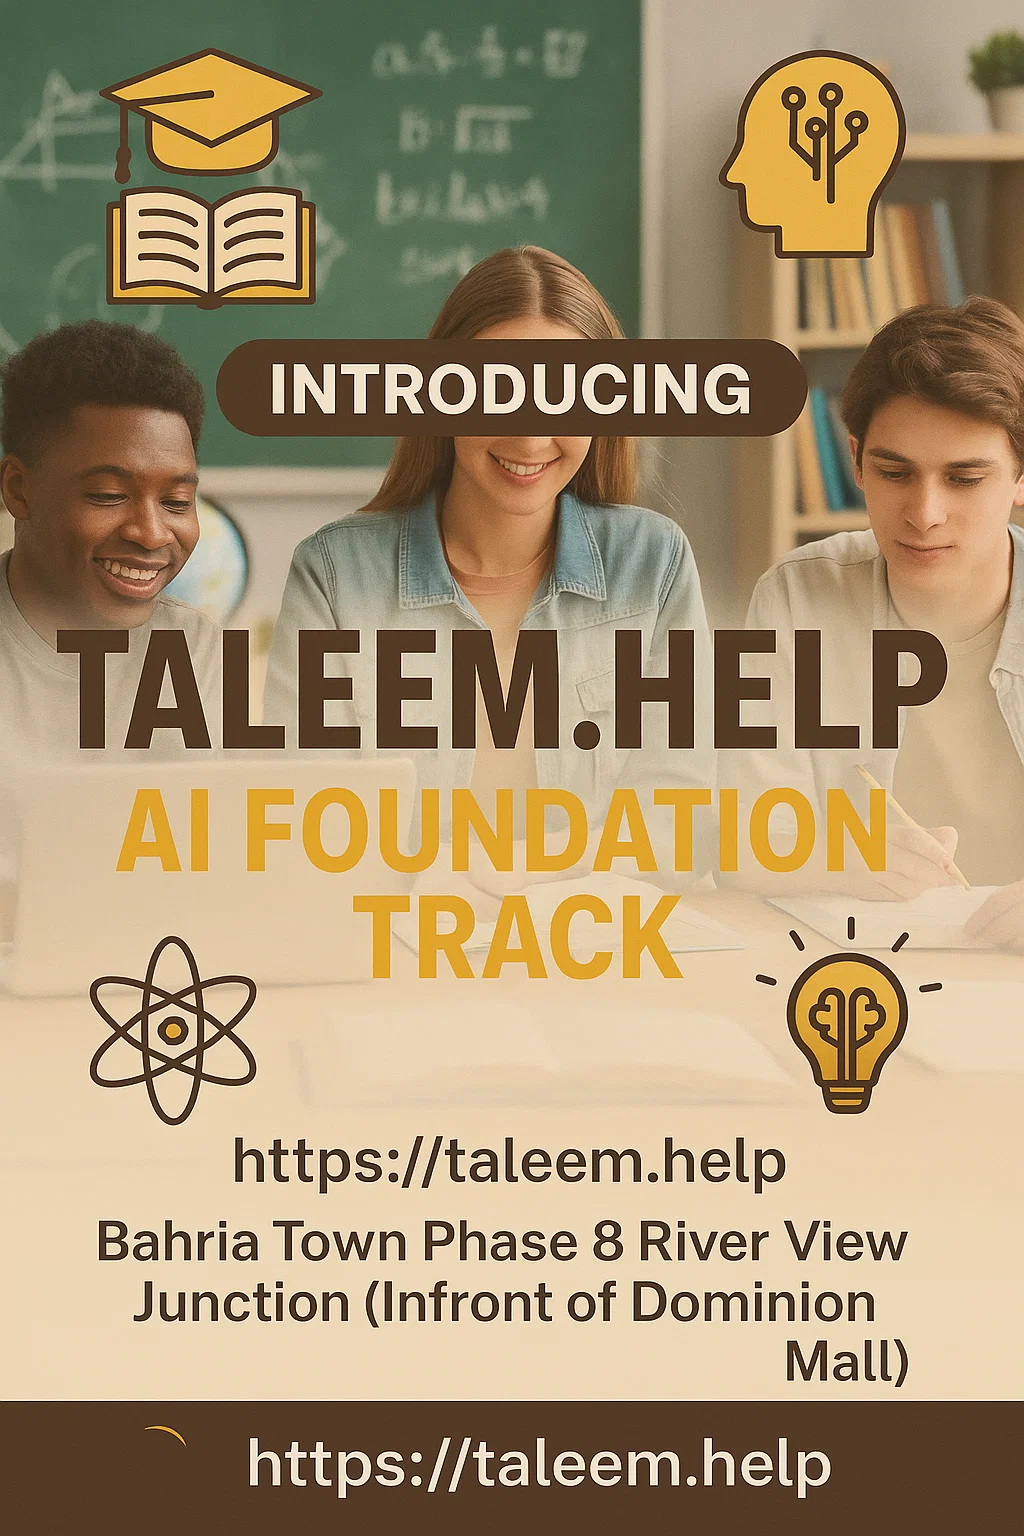 INTRODUCING
TALEEM.HELP
AI FOUNDATION
TRACK
https://taleem.help
Bahria Town Phase 8 River View
Junction (Infront of Dominion
Mall)
https://taleem.help